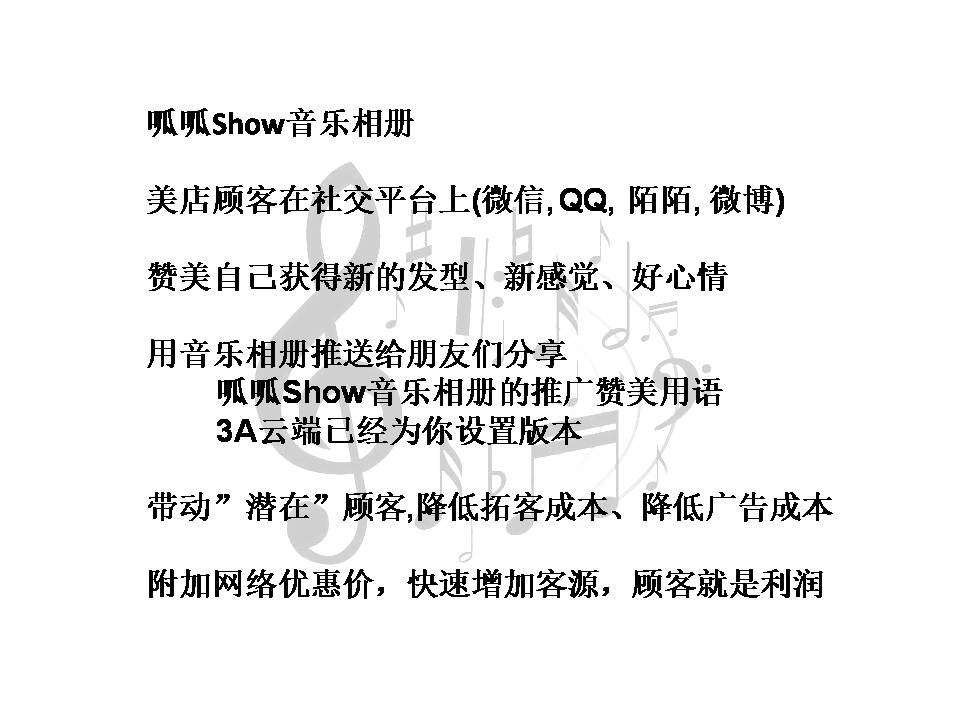 呱呱Show音乐相册
美店顾客在社交平台上(微信, QQ, 陌陌, 微博)
赞美自己获得新的发型、新感觉、好心情
用音乐相册推送给朋友们分享
呱呱Show音乐相册的推广赞美用语
3A云端已经为你设置版本
带动”潜在”顾客,降低拓客成本、降低广告成本
附加网络优惠价，快速增加客源，顾客就是利润